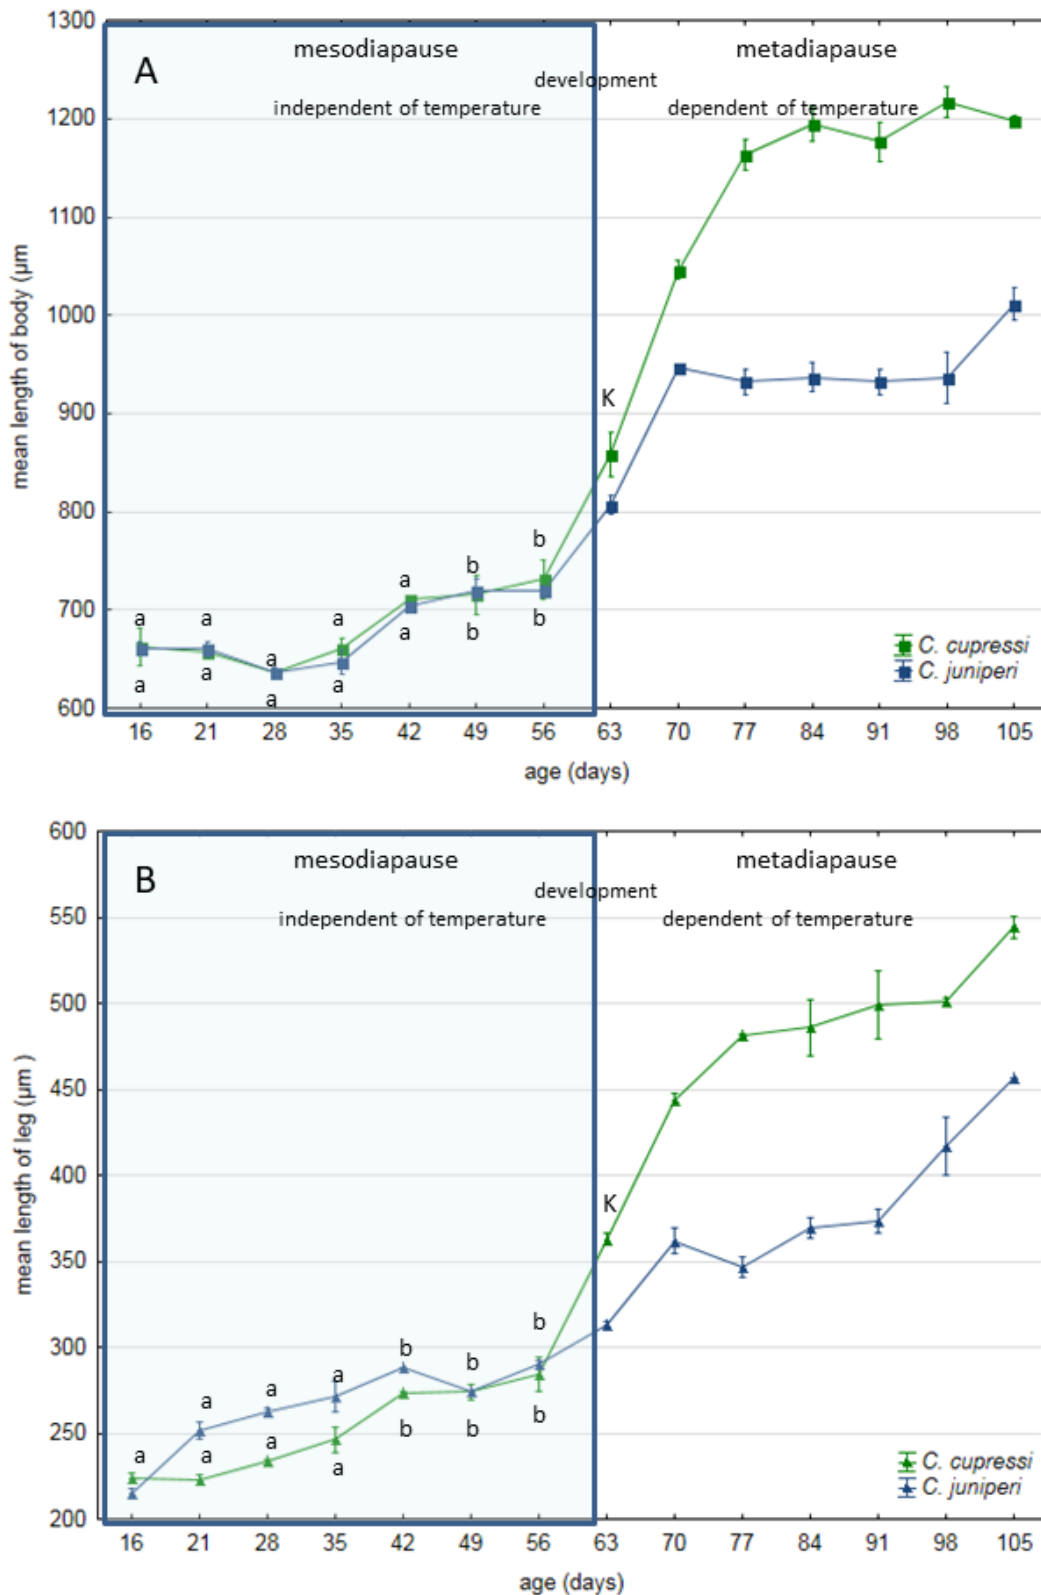 1300
mesodiapause metadiapause
A
development
independent of temperature dependent of temperature
1200
1100
1000
900
K
800
b
a b
700
a a a
a a b b
a a a
a
600
C. cupressi
C. juniperi
16 21 28 35 42 49 56 63 70 77 84 91 98 105
age (days)
mean length of body (µm
600
mesodiapause metadiapause
B
development
independent of temperature dependent of temperature
550
500
450
400
K
350
b
300
b b
a a a
250
a a a b b b
a
200
C. cupressi
C. juniperi
16 21 28 35 42 49 56 63 70 77 84 91 98 105
age (days)
mean length of leg (µm )